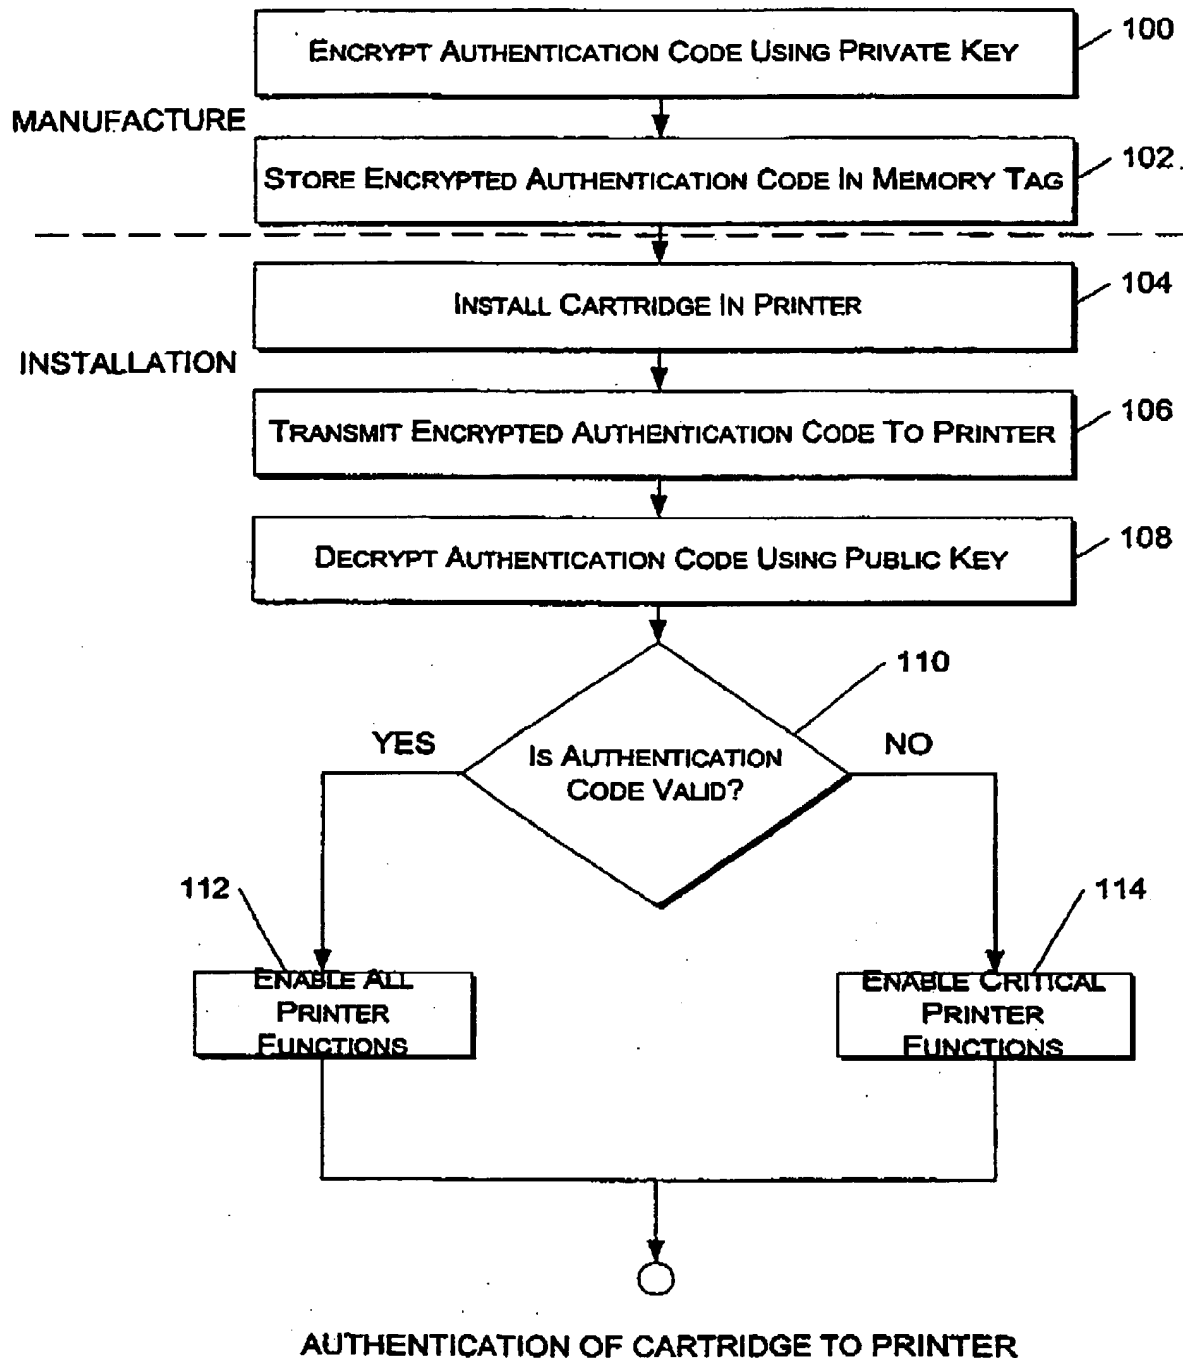 ENCRYPT AUTHENTICATION CODE USING PRIVATE KEY
100
MANUFACTURE
STORE ENCRYPTED AUTHENTICATION CODE IN MEMORY TAG
102
INSTALL CARTRIDGE IN PRINTER
104
INSTALLATION
TRANSMIT ENCRYPTED AUTHENTICATION CODE TO PRINTER
106
DECRYPT AUTHENTICATION CODE USING PUBLIC KEY
108
110
YES
IS AUTHENTICATION
CODE VALID?
NO
112
ENABLE ALL
PRINTER
FUNCTIONS
114
ENABLE CRITICAL
PRINTER
FUNCTIONS
AUTHENTICATION OF CARTRIDGE TO PRINTER